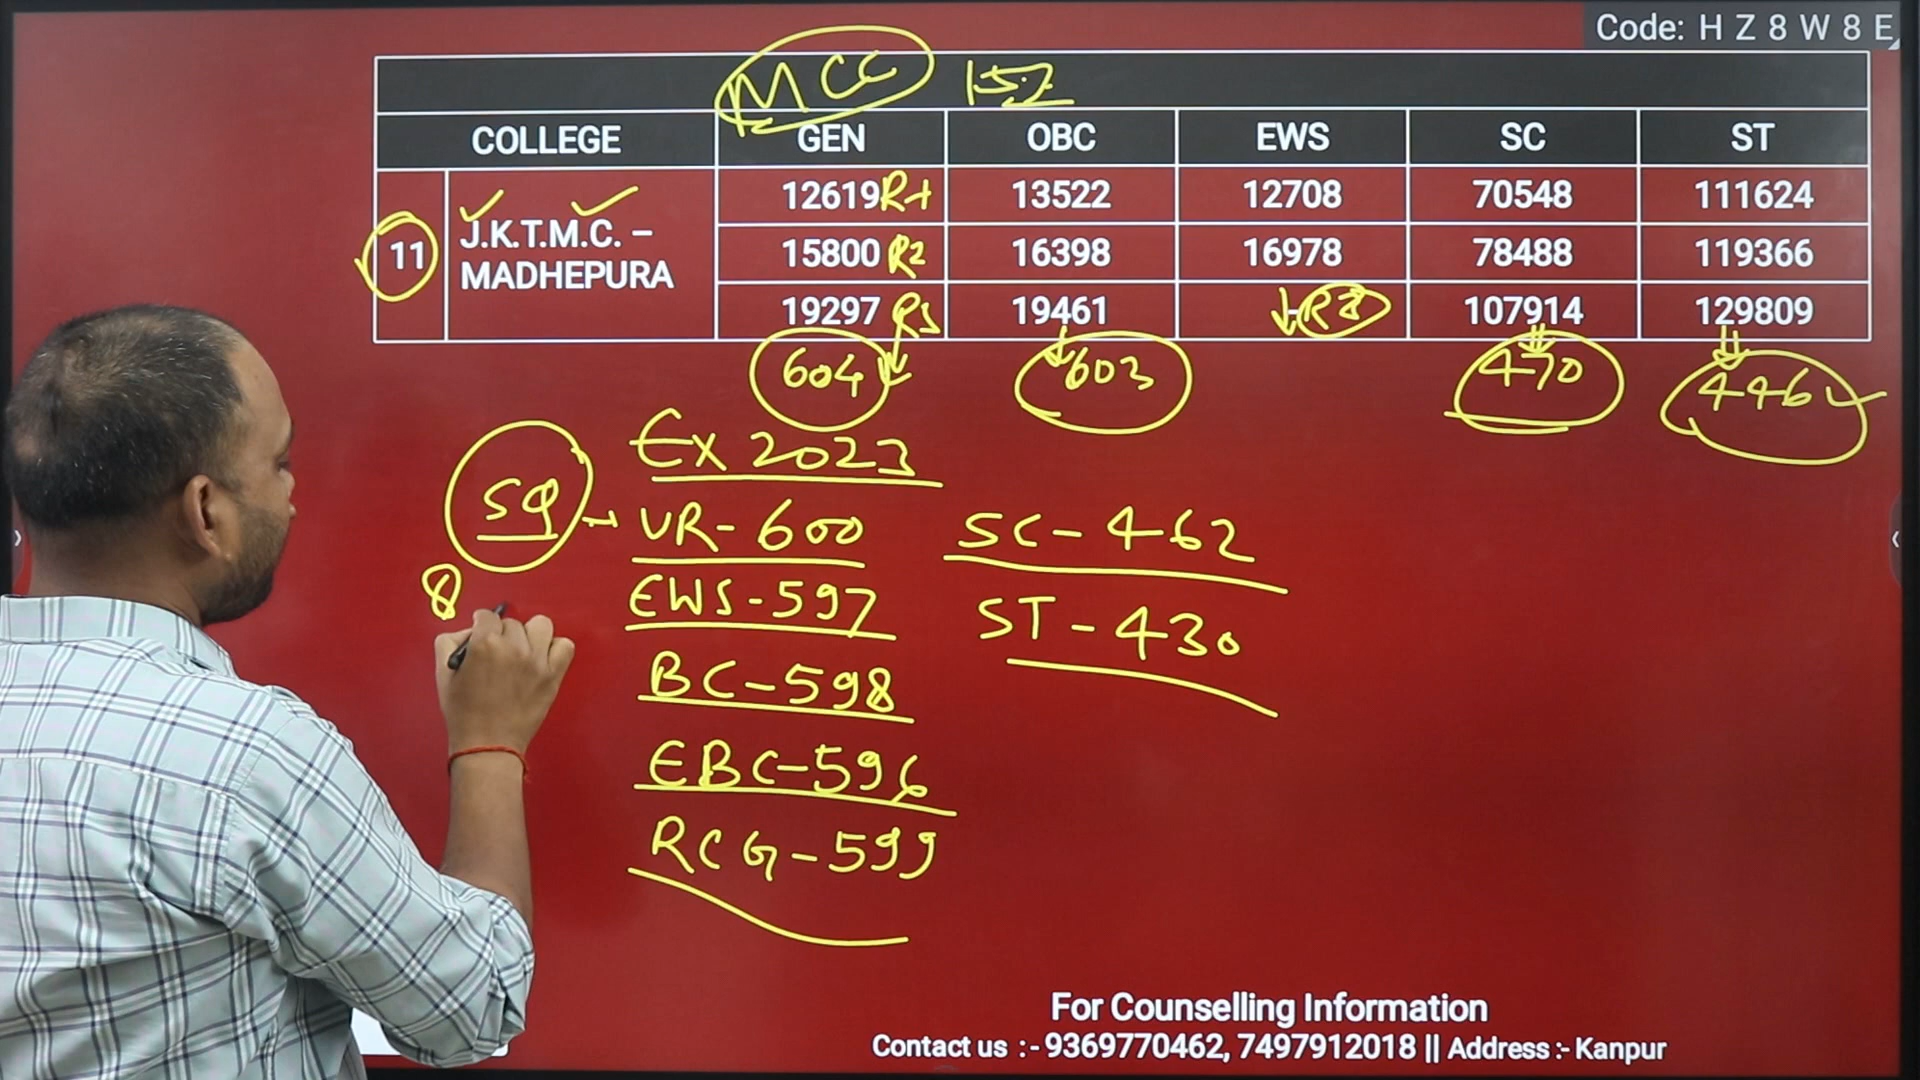 Code: H Z 8 W 8 E
MCC 15%
COLLEGE GEN OBC EWS SC ST
11 J.K.T.M.C. – MADHEPURA
12619 R1 13522 12708 70548 111624
15800 R2 16398 16978 78488 119366
19297 R3 19461 R2 107914 129809
604 603 470 446
Ex 2023
UR-600 SC-462
EWS-597 ST-430
8
BC-598
EBC-596
RCG-599
For Counselling Information
Contact us :- 9369770462, 7497912018 || Address :- Kanpur